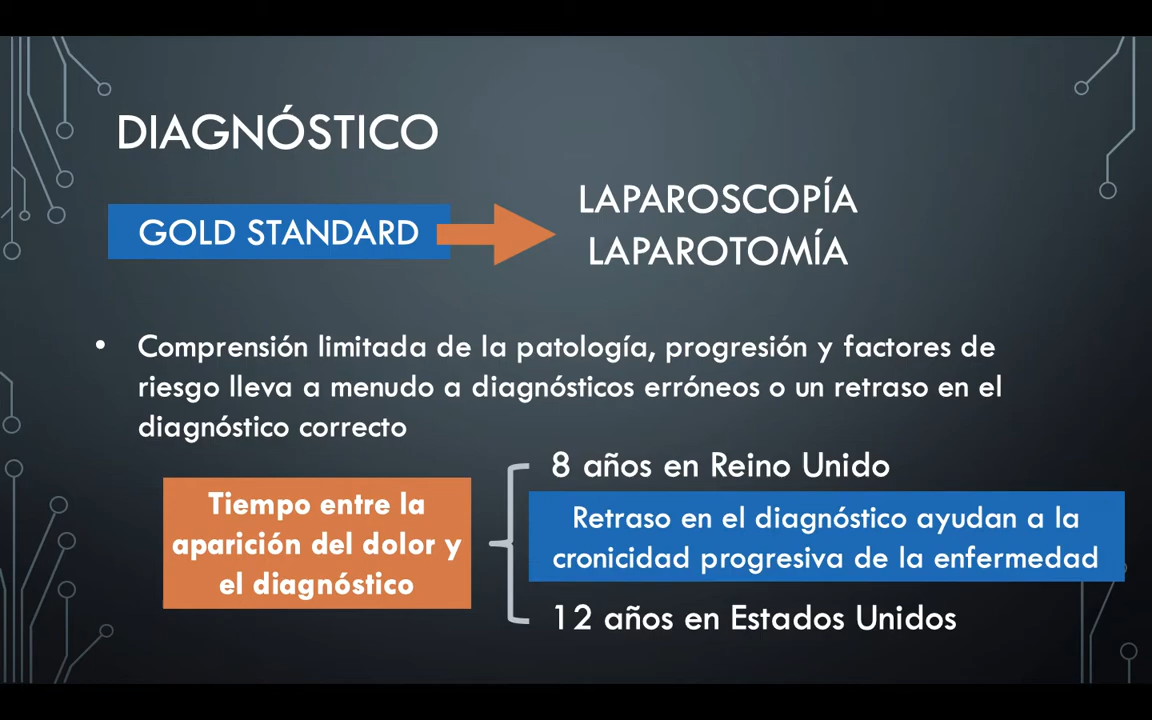 DIAGNÓSTICO
GOLD STANDARD
LAPAROSCOPÍA
LAPAROTOMÍA
• Comprensión limitada de la patología, progresión y factores de
riesgo lleva a menudo a diagnósticos erróneos o un retraso en el
diagnóstico correcto
Tiempo entre la
aparición del dolor y
el diagnóstico
8 años en Reino Unido
Retraso en el diagnóstico ayudan a la
cronicidad progresiva de la enfermedad
12 años en Estados Unidos